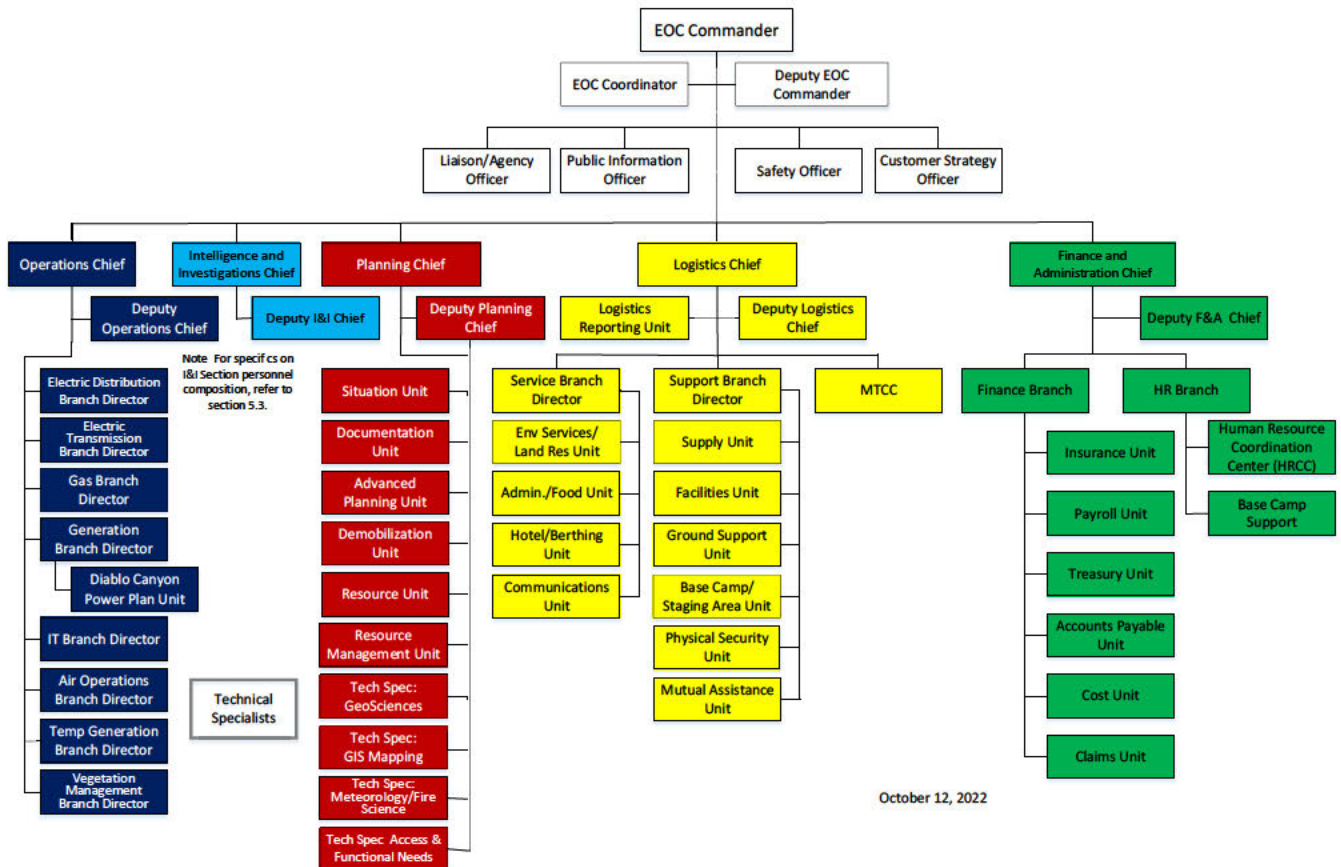 EOC Commander
EOC Coordinator
Deputy EOC
Commander
Liaison/Agency
Officer
Public Information
Officer
Safety Officer
Customer Strategy
Officer
Operations Chief
Intelligence and
Investigations Chief
Planning Chief
Logistics Chief
Finance and
Administration Chief
Deputy
Operations Chief
Deputy I&I Chief
Deputy Planning
Chief
Logistics
Reporting Unit
Deputy Logistics
Chief
Deputy F&A Chief
Note For specif cs on
I&I Section personnel
composition, refer to
section 5.3.
Electric Distribution
Branch Director
Electric
Transmission
Branch Director
Gas Branch
Director
Generation
Branch Director
Diablo Canyon
Power Plan Unit
IT Branch Director
Air Operations
Branch Director
Temp Generation
Branch Director
Vegetation
Management
Branch Director
Technical
Specialists
Situation Unit
Documentation
Unit
Advanced
Planning Unit
Demobilization
Unit
Resource Unit
Resource
Management Unit
Tech Spec:
GeoSciences
Tech Spec:
GIS Mapping
Tech Spec:
Meteorology/Fire
Science
Tech Spec Access &
Functional Needs
Service Branch
Director
Env Services/
Land Res Unit
Admin./Food Unit
Hotel/Berthing
Unit
Communications
Unit
Support Branch
Director
Supply Unit
Facilities Unit
Ground Support
Unit
Base Camp/
Staging Area Unit
Physical Security
Unit
Mutual Assistance
Unit
MTCC
Finance Branch
Insurance Unit
Payroll Unit
Treasury Unit
Accounts Payable
Unit
Cost Unit
Claims Unit
HR Branch
Human Resource
Coordination
Center (HRCC)
Base Camp
Support
October 12, 2022